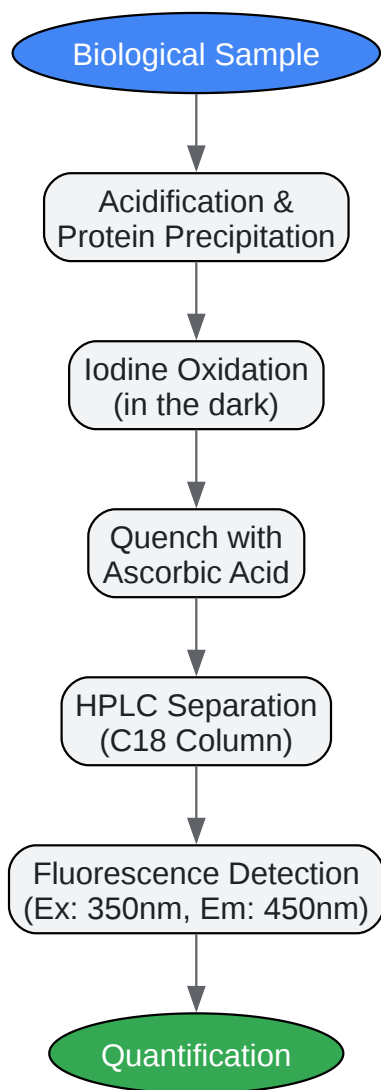 Biological Sample
Acidification &
Protein Precipitation
Iodine Oxidation
(in the dark)
Quench with
Ascorbic Acid
HPLC Separation
(C18 Column)
Fluorescence Detection
(Ex: 350nm, Em: 450nm)
Quantification